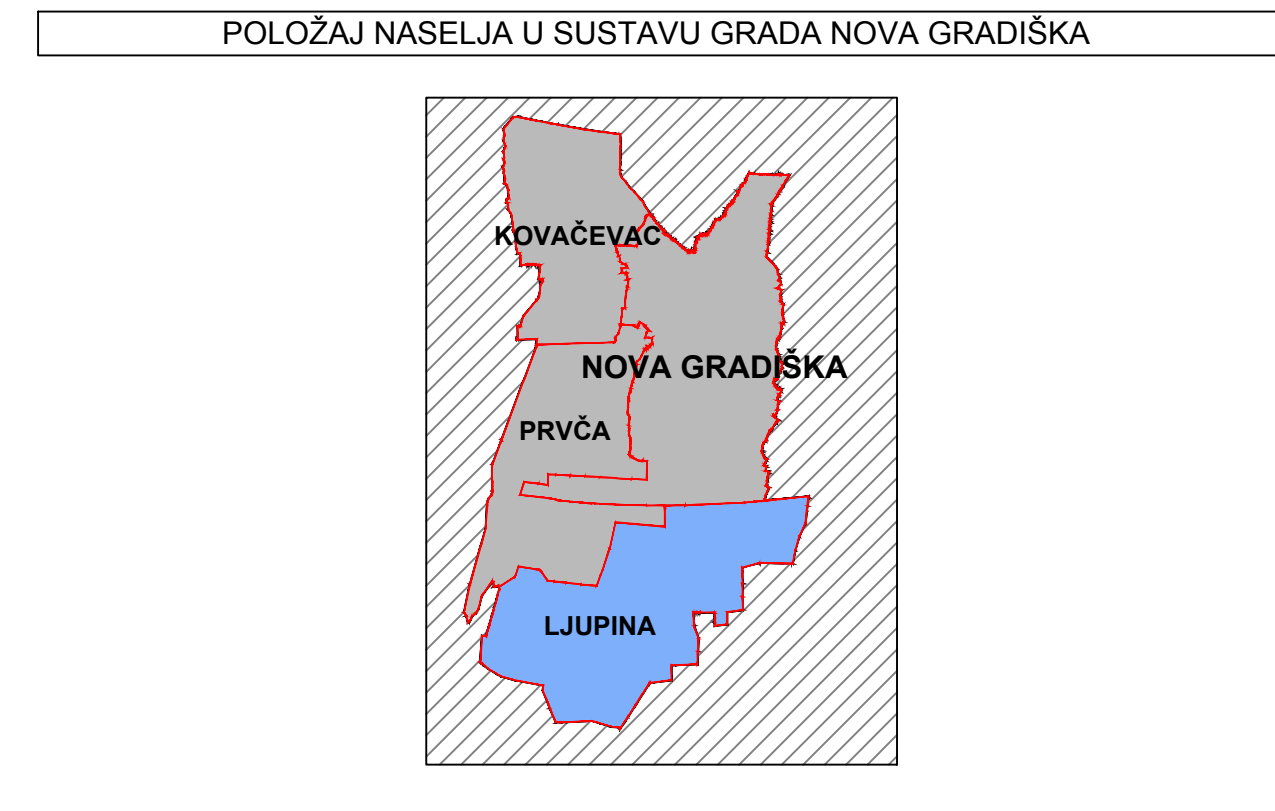 POLOŽAJ NASELJA U SUSTAVU GRADA NOVA GRADIŠKA
KOVAČEVAC
NOVA GRADIŠKA
PRVČA
LJUPINA